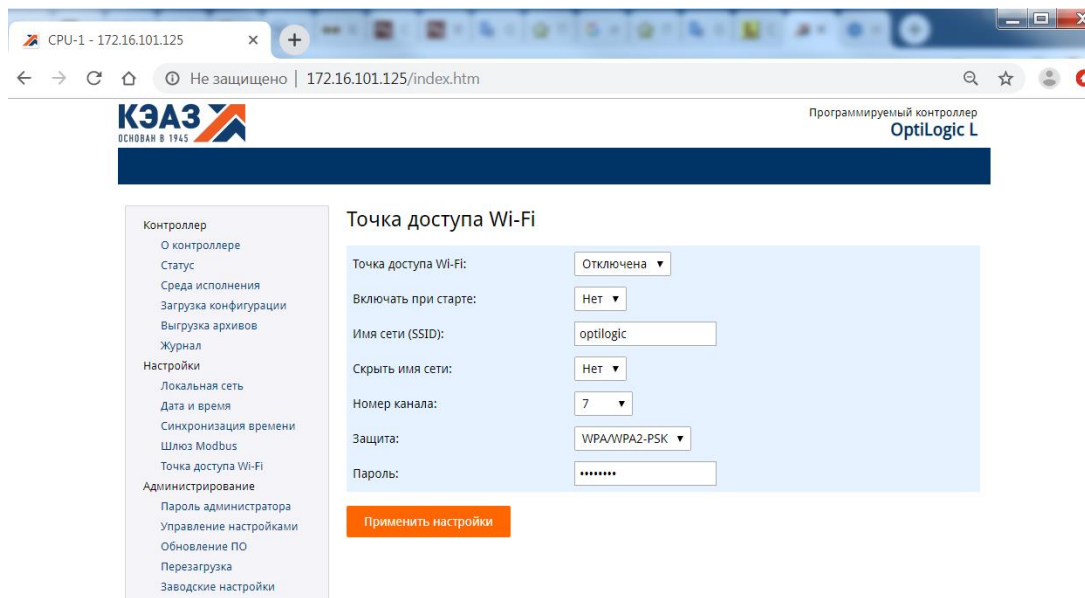 CPU-1 - 172.16.101.125
Не защищено | 172.16.101.125/index.htm
КЭАЗ
ОСНОВАН В 1945
Программируемый контроллер
OptiLogic L
Контроллер
О контроллере
Статус
Среда исполнения
Загрузка конфигурации
Выгрузка архивов
Журнал
Настройки
Локальная сеть
Дата и время
Синхронизация времени
Шлюз Modbus
Точка доступа Wi-Fi
Администрирование
Пароль администратора
Управление настройками
Обновление ПО
Перезагрузка
Заводские настройки
Точка доступа Wi-Fi
Точка доступа Wi-Fi: Отключена
Включать при старте: Нет
Имя сети (SSID): optilogic
Скрыть имя сети: Нет
Номер канала: 7
Защита: WPA/WPA2-PSK
Пароль: ••••••••
Применить настройки